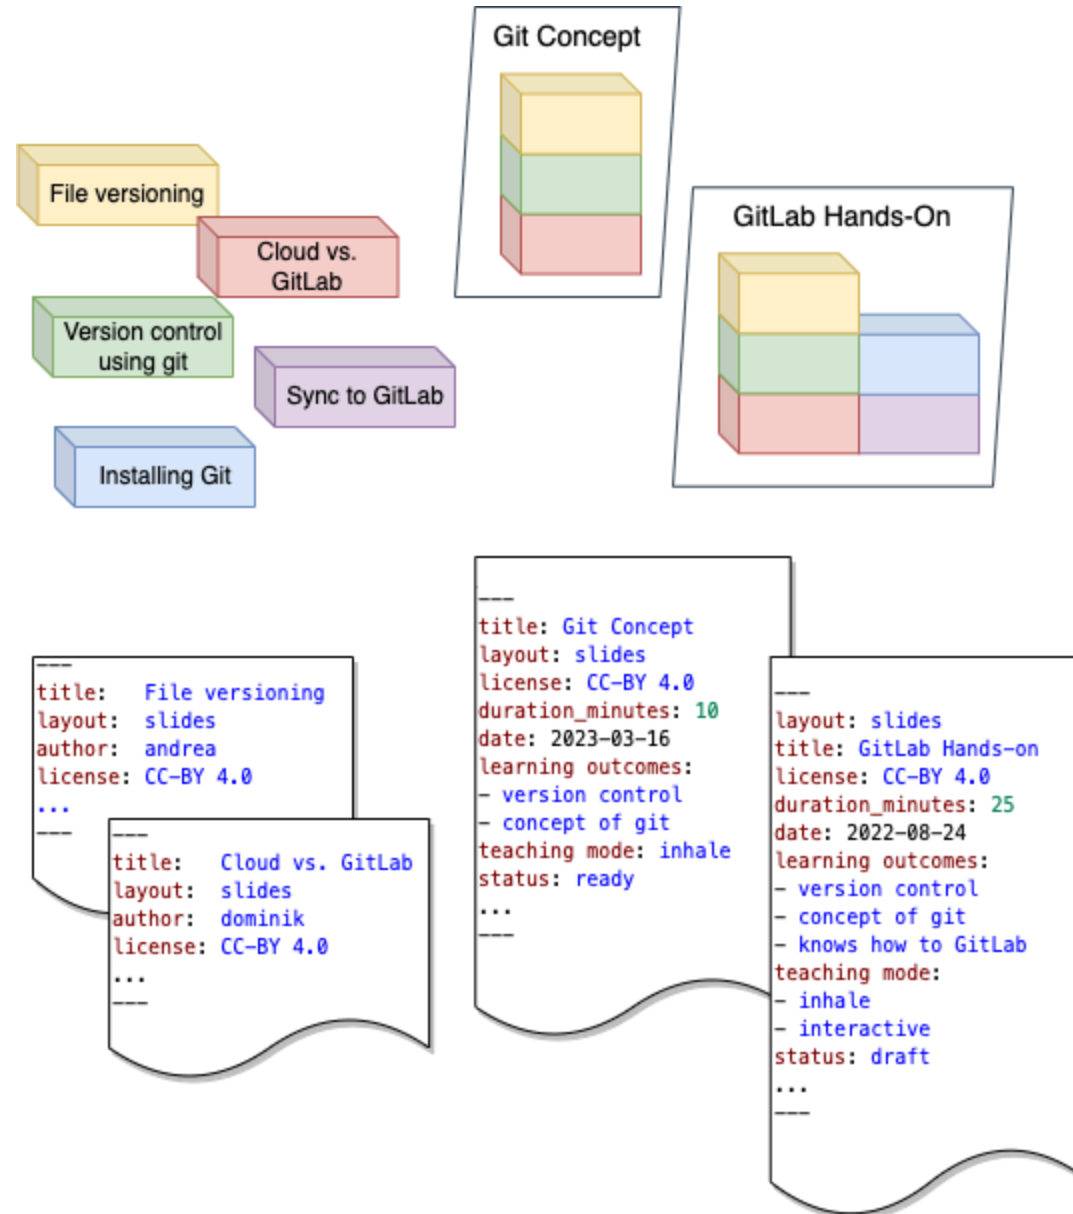 Git Concept
File versioning
Cloud vs.
GitLab
Version control
using git
Sync to GitLab
Installing Git
GitLab Hands-On
---
title: File versioning
layout: slides
author: andrea
license: CC-BY 4.0
...
---
---
title: Cloud vs. GitLab
layout: slides
author: dominik
license: CC-BY 4.0
...
---
---
title: Git Concept
layout: slides
license: CC-BY 4.0
duration_minutes: 10
date: 2023-03-16
learning outcomes:
- version control
- concept of git
teaching mode: inhale
status: ready
...
---
---
layout: slides
title: GitLab Hands-on
license: CC-BY 4.0
duration_minutes: 25
date: 2022-08-24
learning outcomes:
- version control
- concept of git
- knows how to GitLab
teaching mode:
- inhale
- interactive
status: draft
...
---